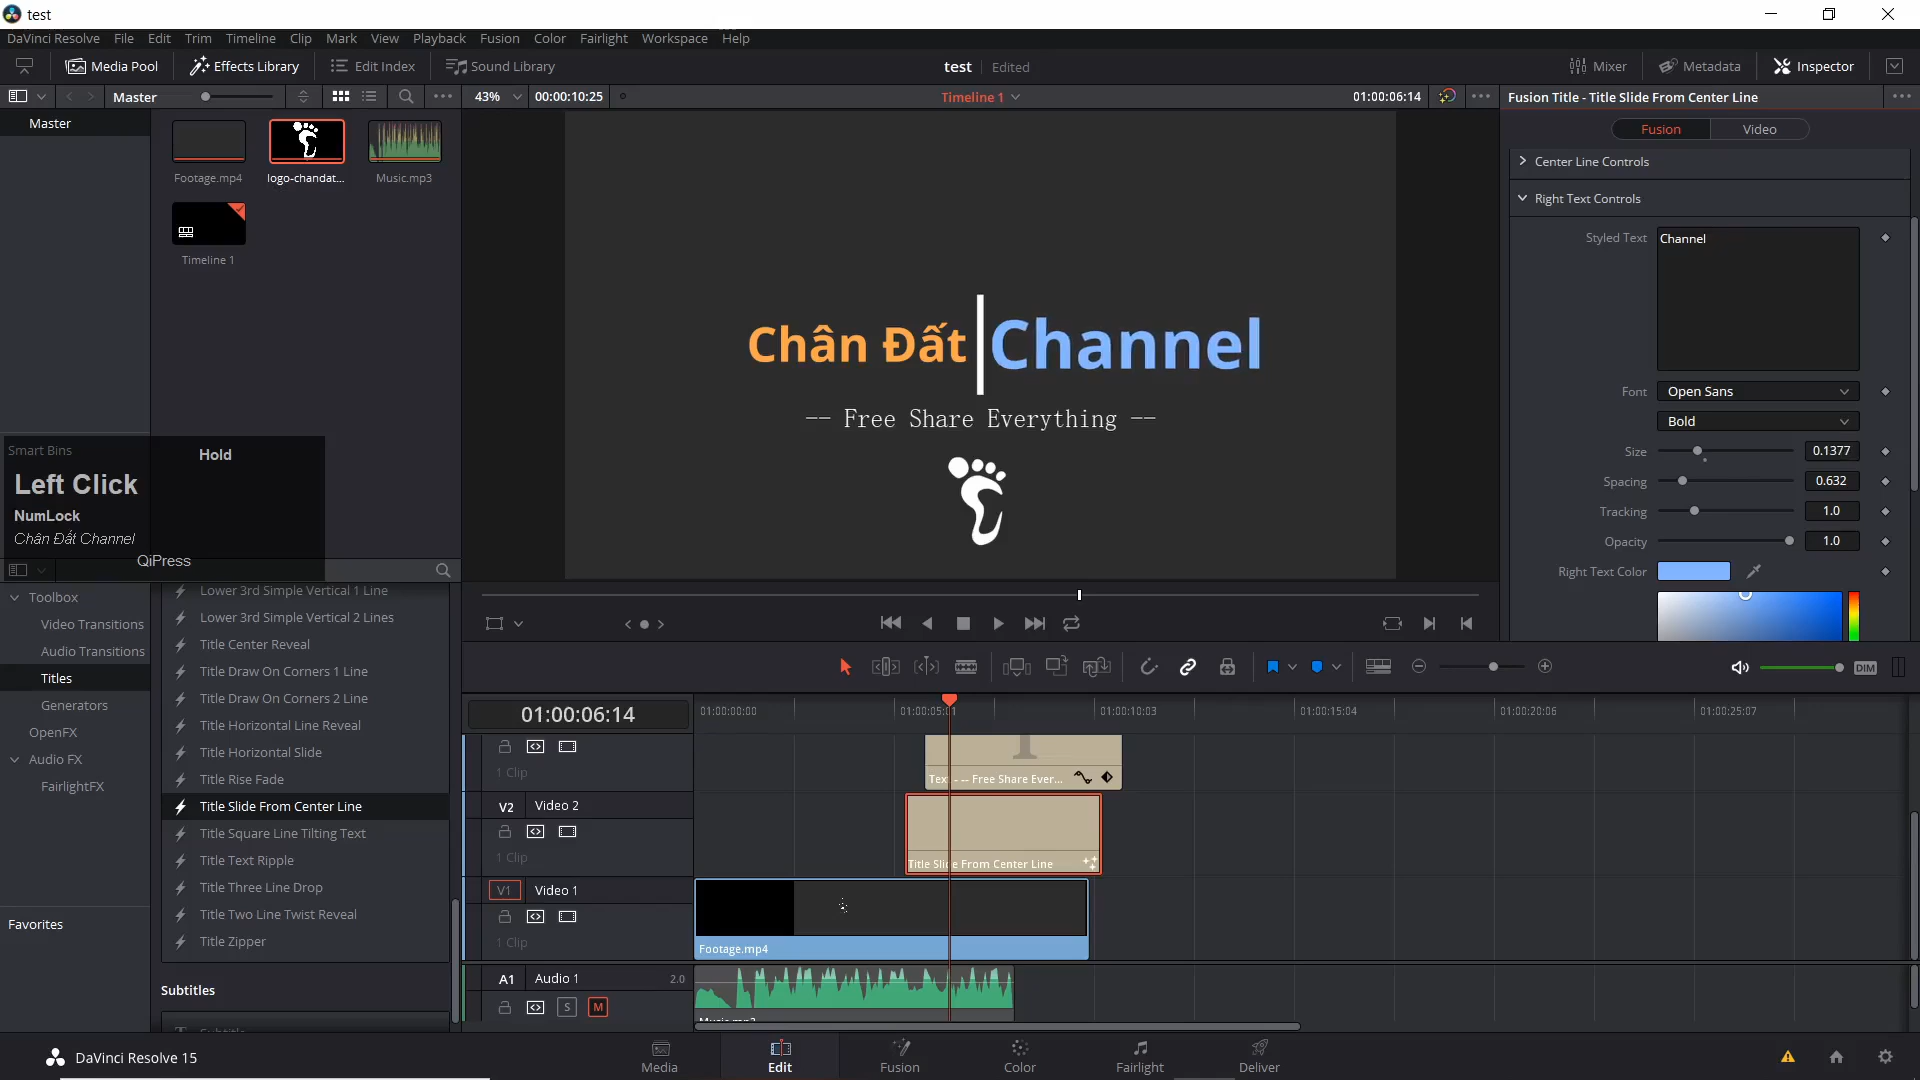 test
DaVinci Resolve File Edit Trim Timeline Clip Mark View Playback Fusion Color Fairlight Workspace Help
Media Pool Effects Library Edit Index Sound Library test Edited Mixer Metadata Inspector
Master 43% 00:00:10:25 Timeline 1 01:00:06:14 Fusion Title - Title Slide From Center Line
Master
Footage.mp4 logo-chandat... Music.mp3
Timeline 1
Chân Đất Channel
-- Free Share Everything --
Fusion Video
Center Line Controls
Right Text Controls
Styled Text Channel
Font Open Sans
Bold
Size 0.1377
Spacing 0.632
Tracking 1.0
Opacity 1.0
Right Text Color
Smart Bins Hold
Left Click
NumLock
Chân Đất Channel
QiPress
Toolbox
Video Transitions
Audio Transitions
Titles
Generators
OpenFX
Audio FX
FairlightFX
Favorites
Lower 3rd Simple Vertical 1 Line
Lower 3rd Simple Vertical 2 Lines
Title Center Reveal
Title Draw On Corners 1 Line
Title Draw On Corners 2 Line
Title Horizontal Line Reveal
Title Horizontal Slide
Title Rise Fade
Title Slide From Center Line
Title Square Line Tilting Text
Title Text Ripple
Title Three Line Drop
Title Two Line Twist Reveal
Title Zipper
Subtitles
DIM
01:00:06:14 01:00:00:00 01:00:05:01 01:00:10:03 01:00:15:04 01:00:20:06 01:00:25:07
1 Clip Text - -- Free Share Ever...
V2 Video 2
1 Clip Title Slide From Center Line
V1 Video 1
1 Clip Footage.mp4
A1 Audio 1 2.0
S M
DaVinci Resolve 15 Media Edit Fusion Color Fairlight Deliver